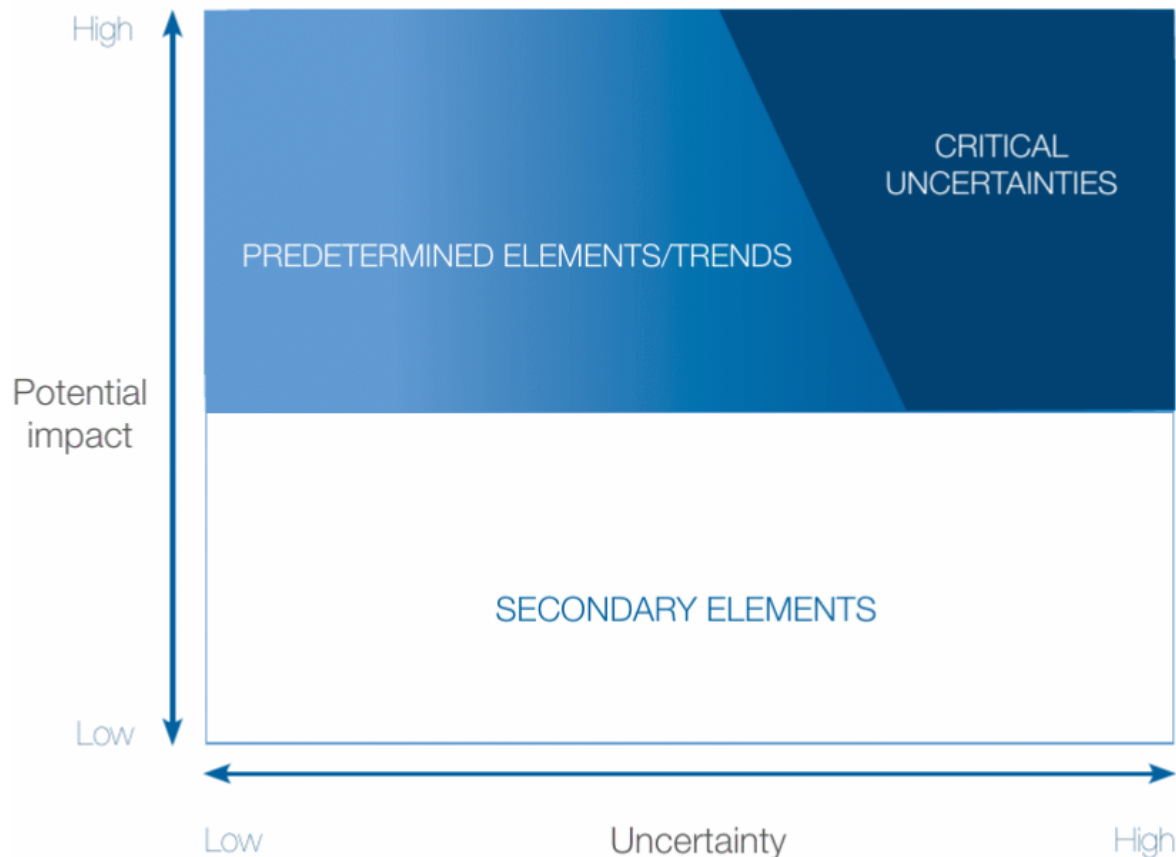 High
CRITICAL
UNCERTAINTIES
PREDETERMINED ELEMENTS/TRENDS
Potential
impact
SECONDARY ELEMENTS
Low
Low
Uncertainty
High